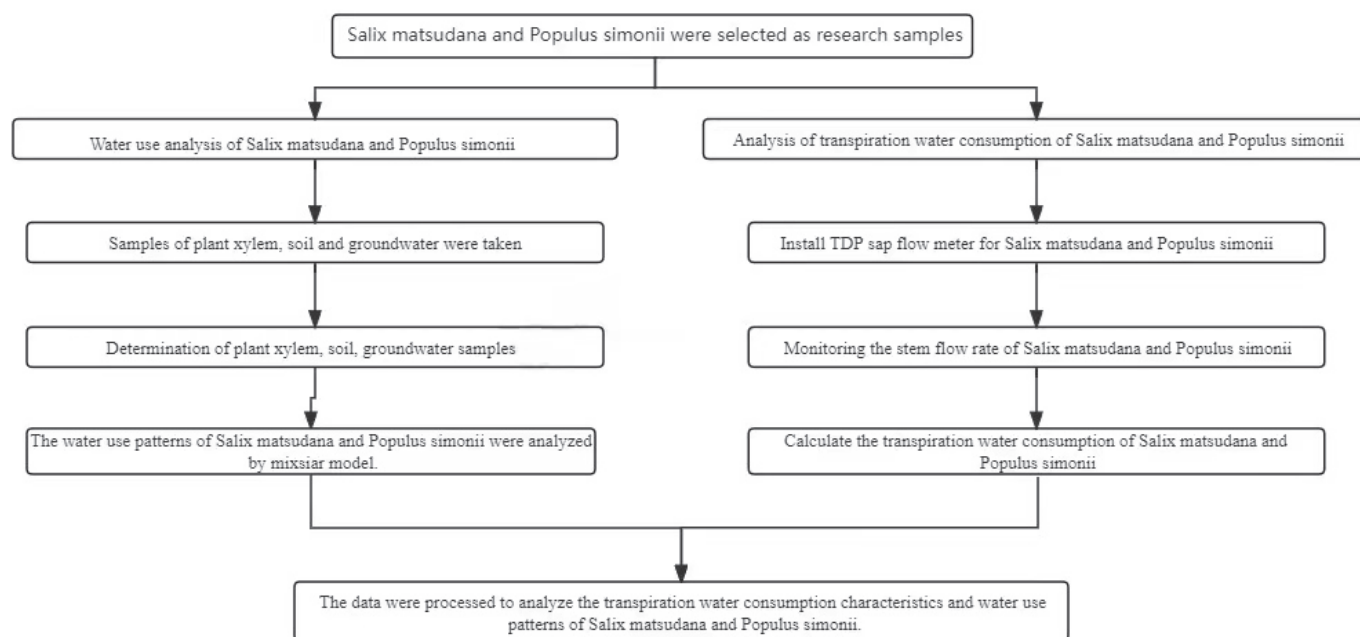 Salix matsudana and Populus simonii were selected as research samples
Water use analysis of Salix matsudana and Populus simonii
Samples of plant xylem, soil and groundwater were taken
Determination of plant xylem, soil, groundwater samples
The water use patterns of Salix matsudana and Populus simonii were analyzed
by mixsiar model.
Analysis of transpiration water consumption of Salix matsudana and Populus simonii
Install TDP sap flow meter for Salix matsudana and Populus simonii
Monitoring the stem flow rate of Salix matsudana and Populus simonii
Calculate the transpiration water consumption of Salix matsudana and
Populus simonii
The data were processed to analyze the transpiration water consumption characteristics and water use
patterns of Salix matsudana and Populus simonii.